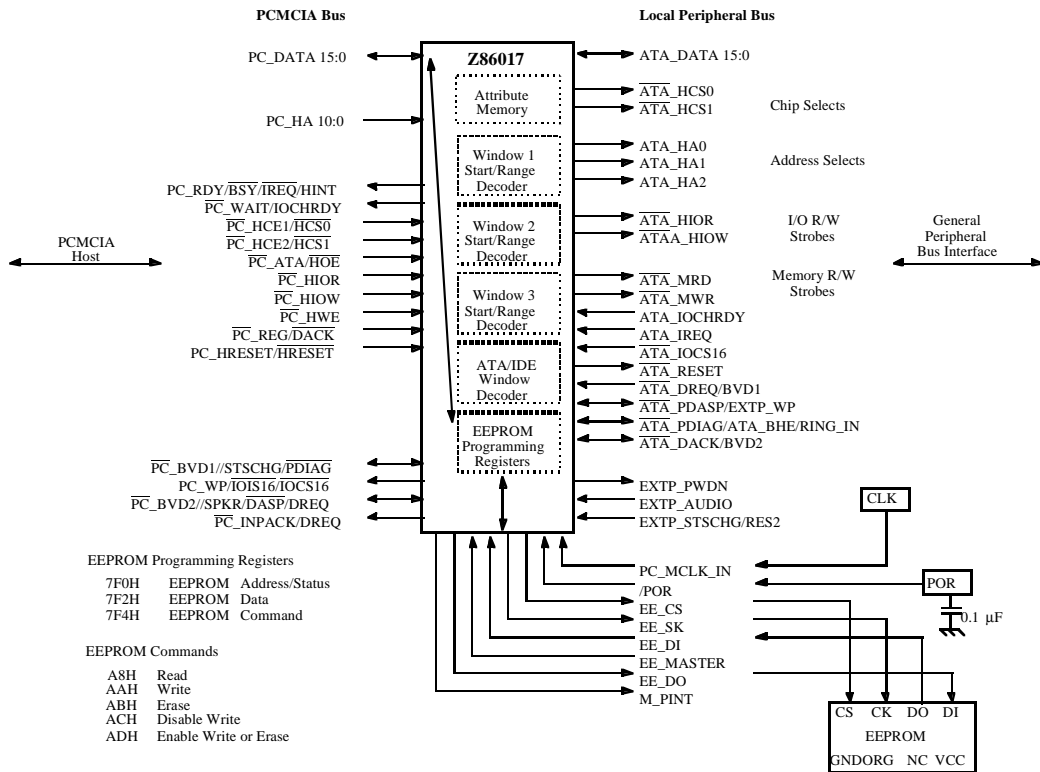 PCMCIA Bus
Local Peripheral Bus
Z86017
PC_DATA 15:0
PC_HA 10:0
PC_RDY/BSY/IREQ/HINT
PC_WAIT/IOCHRDY
PC_HCE1/HCS0
PC_HCE2/HCS1
PC_ATA/HOE
PC_HIOR
PC_HIOW
PC_HWE
PC_REG/DACK
PC_HRESET/HRESET
PC_BVD1//STSCHG/PDIAG
PC_WP/IOIS16/IOCS16
PC_BVD2//SPKR/DASP/DREQ
PC_INPACK/DREQ
PCMCIA
Host
Attribute
Memory
Window 1
Start/Range
Decoder
Window 2
Start/Range
Decoder
Window 3
Start/Range
Decoder
ATA/IDE
Window
Decoder
EEPROM
Programming
Registers
ATA_DATA 15:0
ATA_HCS0
ATA_HCS1
Chip Selects
ATA_HA0
ATA_HA1
Address Selects
ATA_HA2
ATA_HIOR
ATAA_HIOW
I/O R/W
Strobes
ATA_MRD
ATA_MWR
Memory R/W
Strobes
ATA_IOCHRDY
ATA_IREQ
ATA_IOCS16
ATA_RESET
ATA_DREQ/BVD1
ATA_PDASP/EXTP_WP
ATA_PDIAG/ATA_BHE/RING_IN
ATA_DACK/BVD2
EXTP_PWDN
EXTP_AUDIO
EXTP_STSCHG/RES2
General
Peripheral
Bus Interface
PC_MCLK_IN
/POR
EE_CS
EE_SK
EE_DI
EE_MASTER
EE_DO
M_PINT
CLK
POR
0.1 µF
CS CK DO DI
EEPROM
GNDORG NC VCC
EEPROM Programming Registers
7F0H EEPROM Address/Status
7F2H EEPROM Data
7F4H EEPROM Command
EEPROM Commands
A8H Read
AAH Write
ABH Erase
ACH Disable Write
ADH Enable Write or Erase